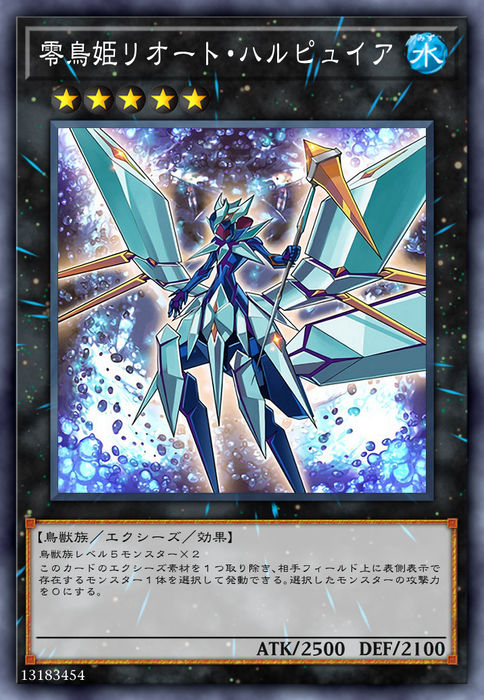 零鳥姫リオート・ハルピュイア
みず
水
【鳥獣族／エクシーズ／効果】
鳥獣族レベル５モンスター×２
このカードのエクシーズ素材を１つ取り除き、相手フィールド上に表側表示で
存在するモンスター１体を選択して発動できる。選択したモンスターの攻撃力
を０にする。
ATK/2500 DEF/2100
13183454